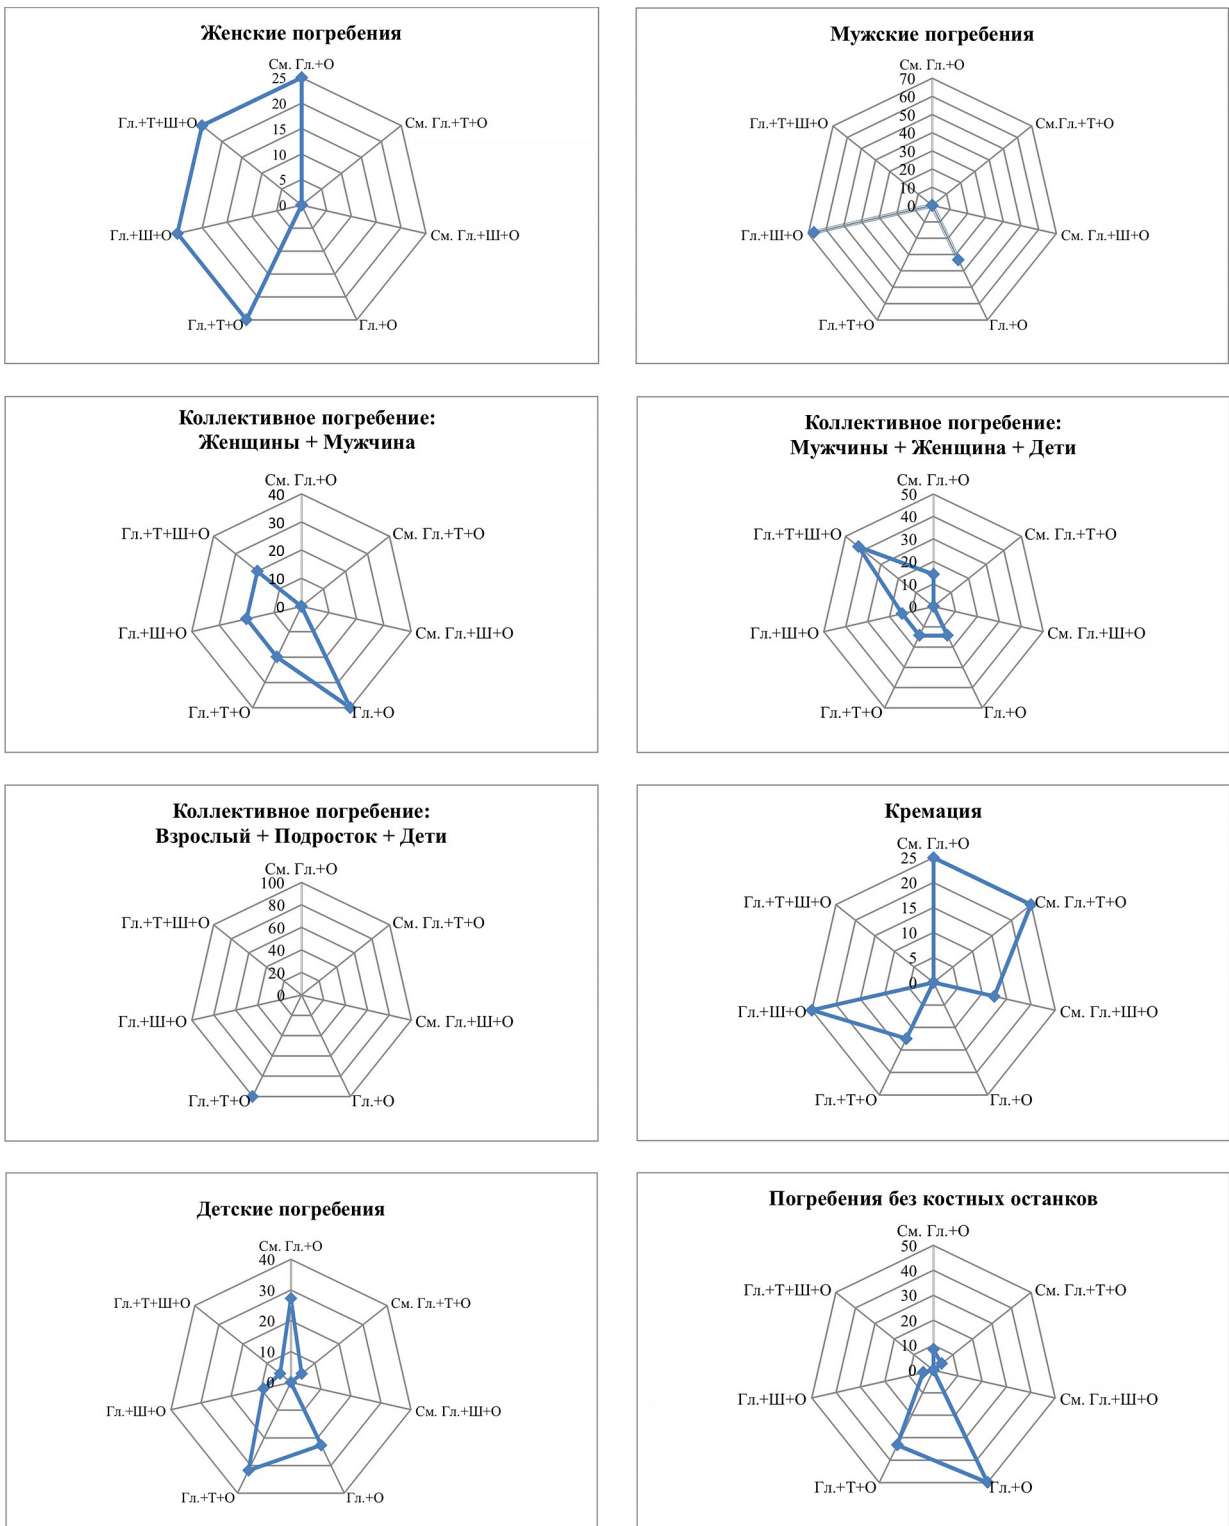 Женские погребения
См. Гл.+О
25
20
15
10
5
0
См. Гл.+Т+О
См. Гл.+Ш+О
Гл.+О
Гл.+Т+О
Гл.+Ш+О
Гл.+Т+Ш+О
Мужские погребения
См. Гл.+О
70
60
50
40
30
20
10
0
См.Гл.+Т+О
См. Гл.+Ш+О
Гл.+О
Гл.+Т+О
Гл.+Ш+О
Гл.+Т+Ш+О
Коллективное погребение:
Женщины + Мужчина
См. Гл.+О
40
30
20
10
0
См. Гл.+Т+О
См. Гл.+Ш+О
Гл.+О
Гл.+Т+О
Гл.+Ш+О
Гл.+Т+Ш+О
Коллективное погребение:
Мужчины + Женщина + Дети
См. Гл.+О
50
40
30
20
10
0
См. Гл.+Т+О
См. Гл.+Ш+О
Гл.+О
Гл.+Т+О
Гл.+Ш+О
Гл.+Т+Ш+О
Коллективное погребение:
Взрослый + Подросток + Дети
См. Гл.+О
100
80
60
40
20
0
См. Гл.+Т+О
См. Гл.+Ш+О
Гл.+О
Гл.+Т+О
Гл.+Ш+О
Гл.+Т+Ш+О
Кремация
См. Гл.+О
25
20
15
10
5
0
См. Гл.+Т+О
См. Гл.+Ш+О
Гл.+О
Гл.+Т+О
Гл.+Ш+О
Гл.+Т+Ш+О
Детские погребения
См. Гл.+О
40
30
20
10
0
См. Гл.+Т+О
См. Гл.+Ш+О
Гл.+О
Гл.+Т+О
Гл.+Ш+О
Гл.+Т+Ш+О
Погребения без костных останков
См. Гл.+О
50
40
30
20
10
0
См. Гл.+Т+О
См. Гл.+Ш+О
Гл.+О
Гл.+Т+О
Гл.+Ш+О
Гл.+Т+Ш+О